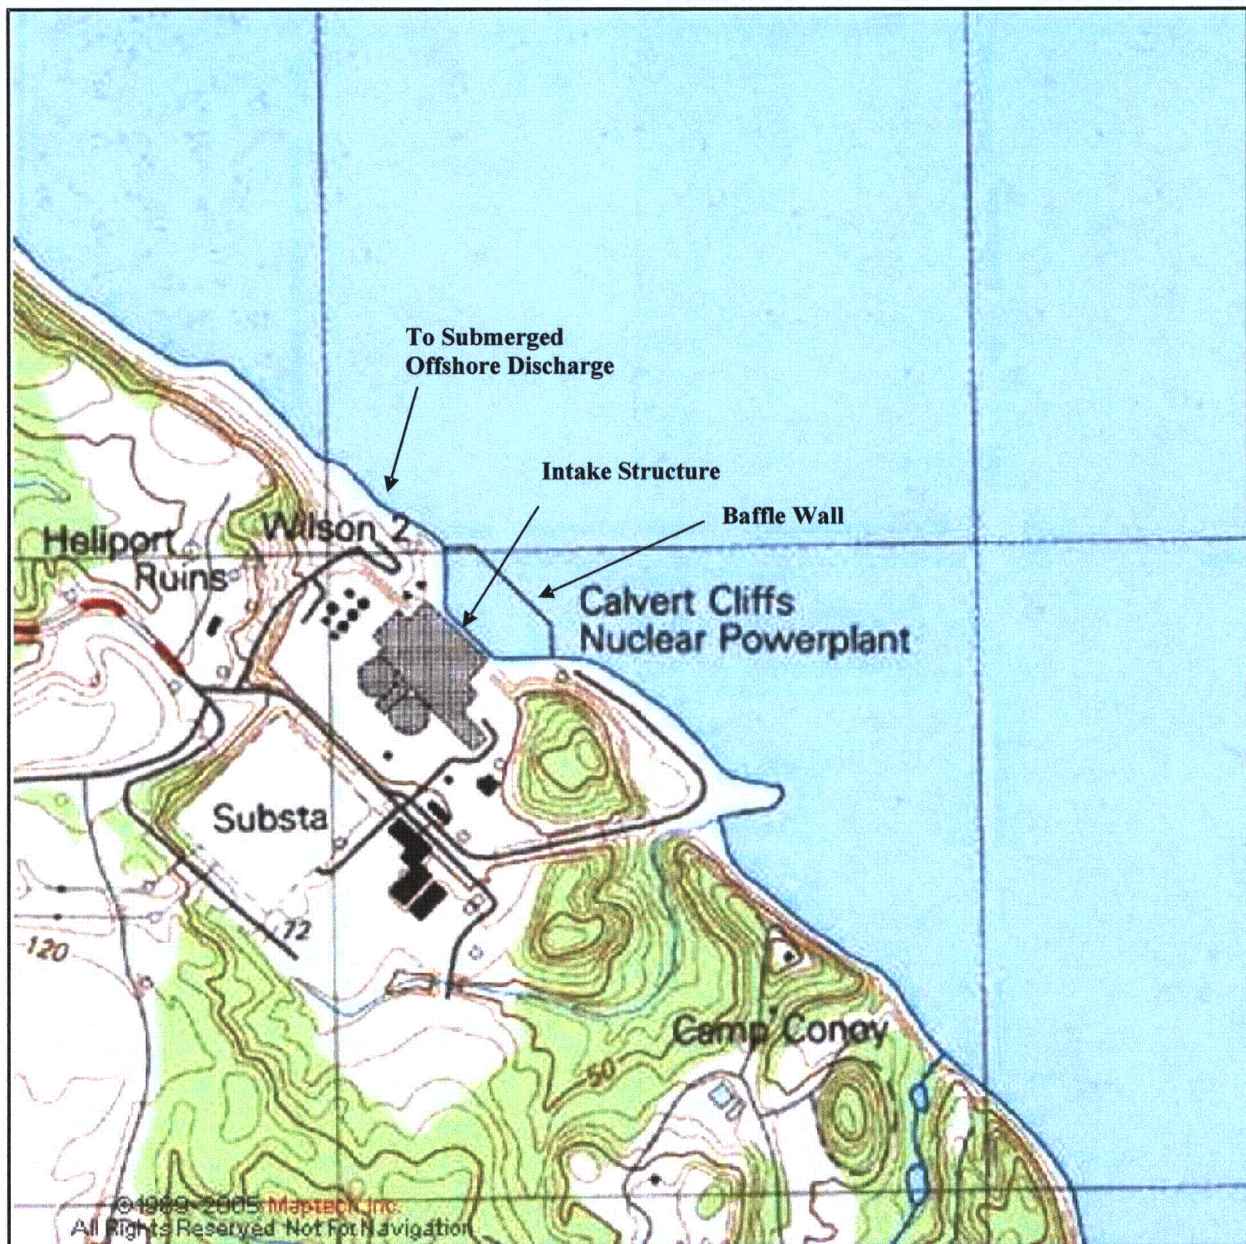 To Submerged
Offshore Discharge
Intake Structure
Baffle Wall
Wilson 2
Heliport
Ruins
Calvert Cliffs
Nuclear Powerplant
Substa
72
120
Camp Conoy
50
©1989-2005 Maptech, Inc.
All Rights Reserved Not For Navigation